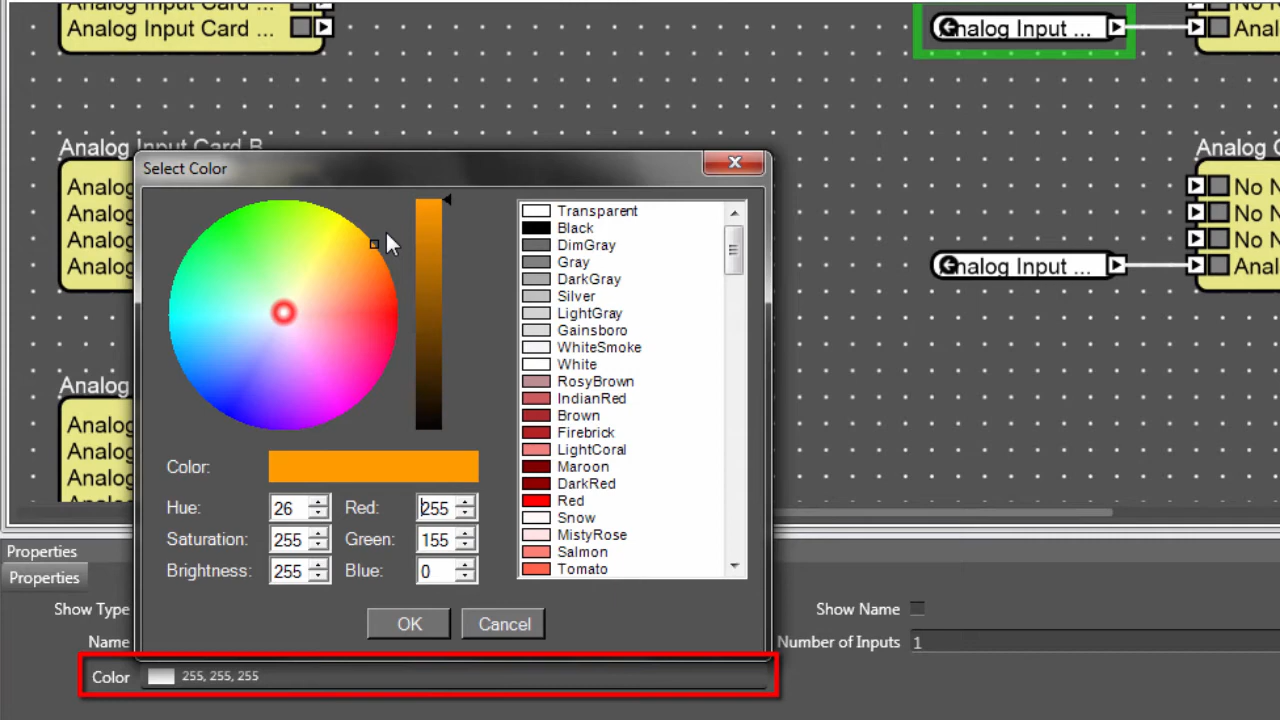 Analog Input Card ...
Analog Input Card ...
Analog Input ...
No N
Analo
Analog Input Card B
Analog
Analog
Analog
Analog
Analog Input ...
Analog
No N
No N
No N
Analo
Analog
Analog
Analog
Analog
Select Color
Transparent
Black
DimGray
Gray
DarkGray
Silver
LightGray
Gainsboro
WhiteSmoke
White
RosyBrown
IndianRed
Brown
Firebrick
LightCoral
Maroon
DarkRed
Red
Snow
MistyRose
Salmon
Tomato
Color:
Hue: 26 Red: 255
Saturation: 255 Green: 155
Brightness: 255 Blue: 0
OK Cancel
Properties
Properties
Show Type
Show Name
Name
Number of Inputs 1
Color 255, 255, 255